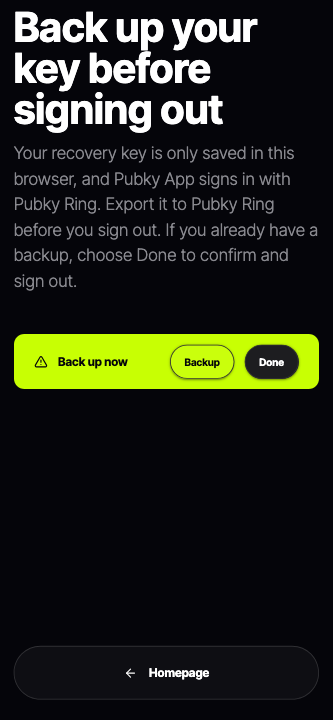 Back up your
key before
signing out
Your recovery key is only saved in this
browser, and Pubky App signs in with
Pubky Ring. Export it to Pubky Ring
before you sign out. If you already have a
backup, choose Done to confirm and
sign out.
Back up now
Backup
Done
Homepage